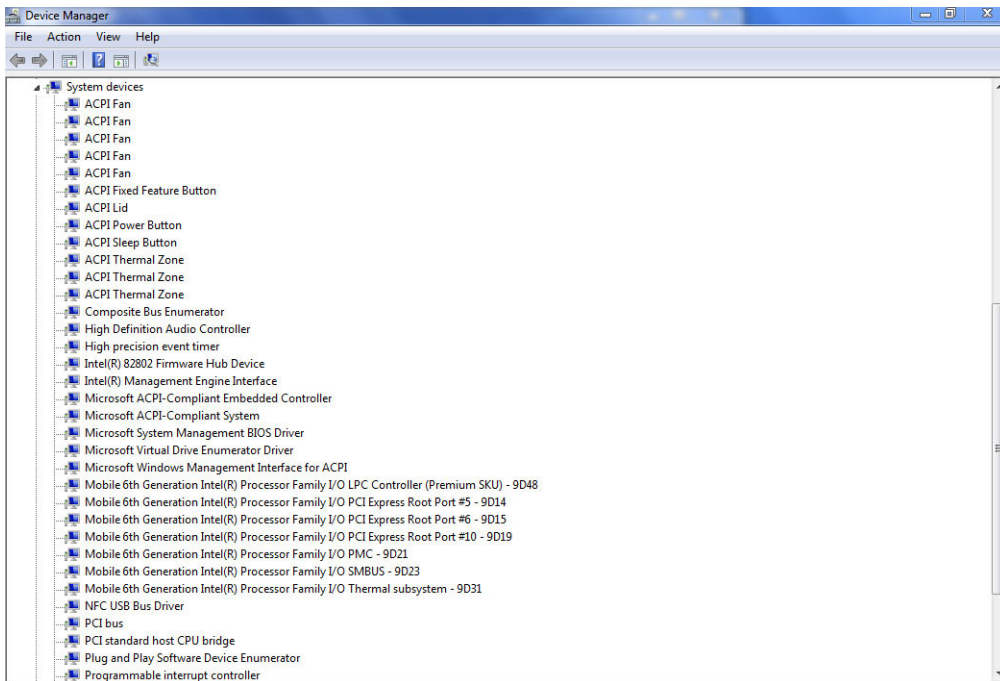 Device Manager
File Action View Help
System devices
ACPI Fan
ACPI Fan
ACPI Fan
ACPI Fan
ACPI Fan
ACPI Fixed Feature Button
ACPI Lid
ACPI Power Button
ACPI Sleep Button
ACPI Thermal Zone
ACPI Thermal Zone
ACPI Thermal Zone
Composite Bus Enumerator
High Definition Audio Controller
High precision event timer
Intel(R) 82802 Firmware Hub Device
Intel(R) Management Engine Interface
Microsoft ACPI-Compliant Embedded Controller
Microsoft ACPI-Compliant System
Microsoft System Management BIOS Driver
Microsoft Virtual Drive Enumerator Driver
Microsoft Windows Management Interface for ACPI
Mobile 6th Generation Intel(R) Processor Family I/O LPC Controller (Premium SKU) - 9D48
Mobile 6th Generation Intel(R) Processor Family I/O PCI Express Root Port #5 - 9D14
Mobile 6th Generation Intel(R) Processor Family I/O PCI Express Root Port #6 - 9D15
Mobile 6th Generation Intel(R) Processor Family I/O PCI Express Root Port #10 - 9D19
Mobile 6th Generation Intel(R) Processor Family I/O PMC - 9D21
Mobile 6th Generation Intel(R) Processor Family I/O SMBUS - 9D23
Mobile 6th Generation Intel(R) Processor Family I/O Thermal subsystem - 9D31
NFC USB Bus Driver
PCI bus
PCI standard host CPU bridge
Plug and Play Software Device Enumerator
Programmable interrupt controller